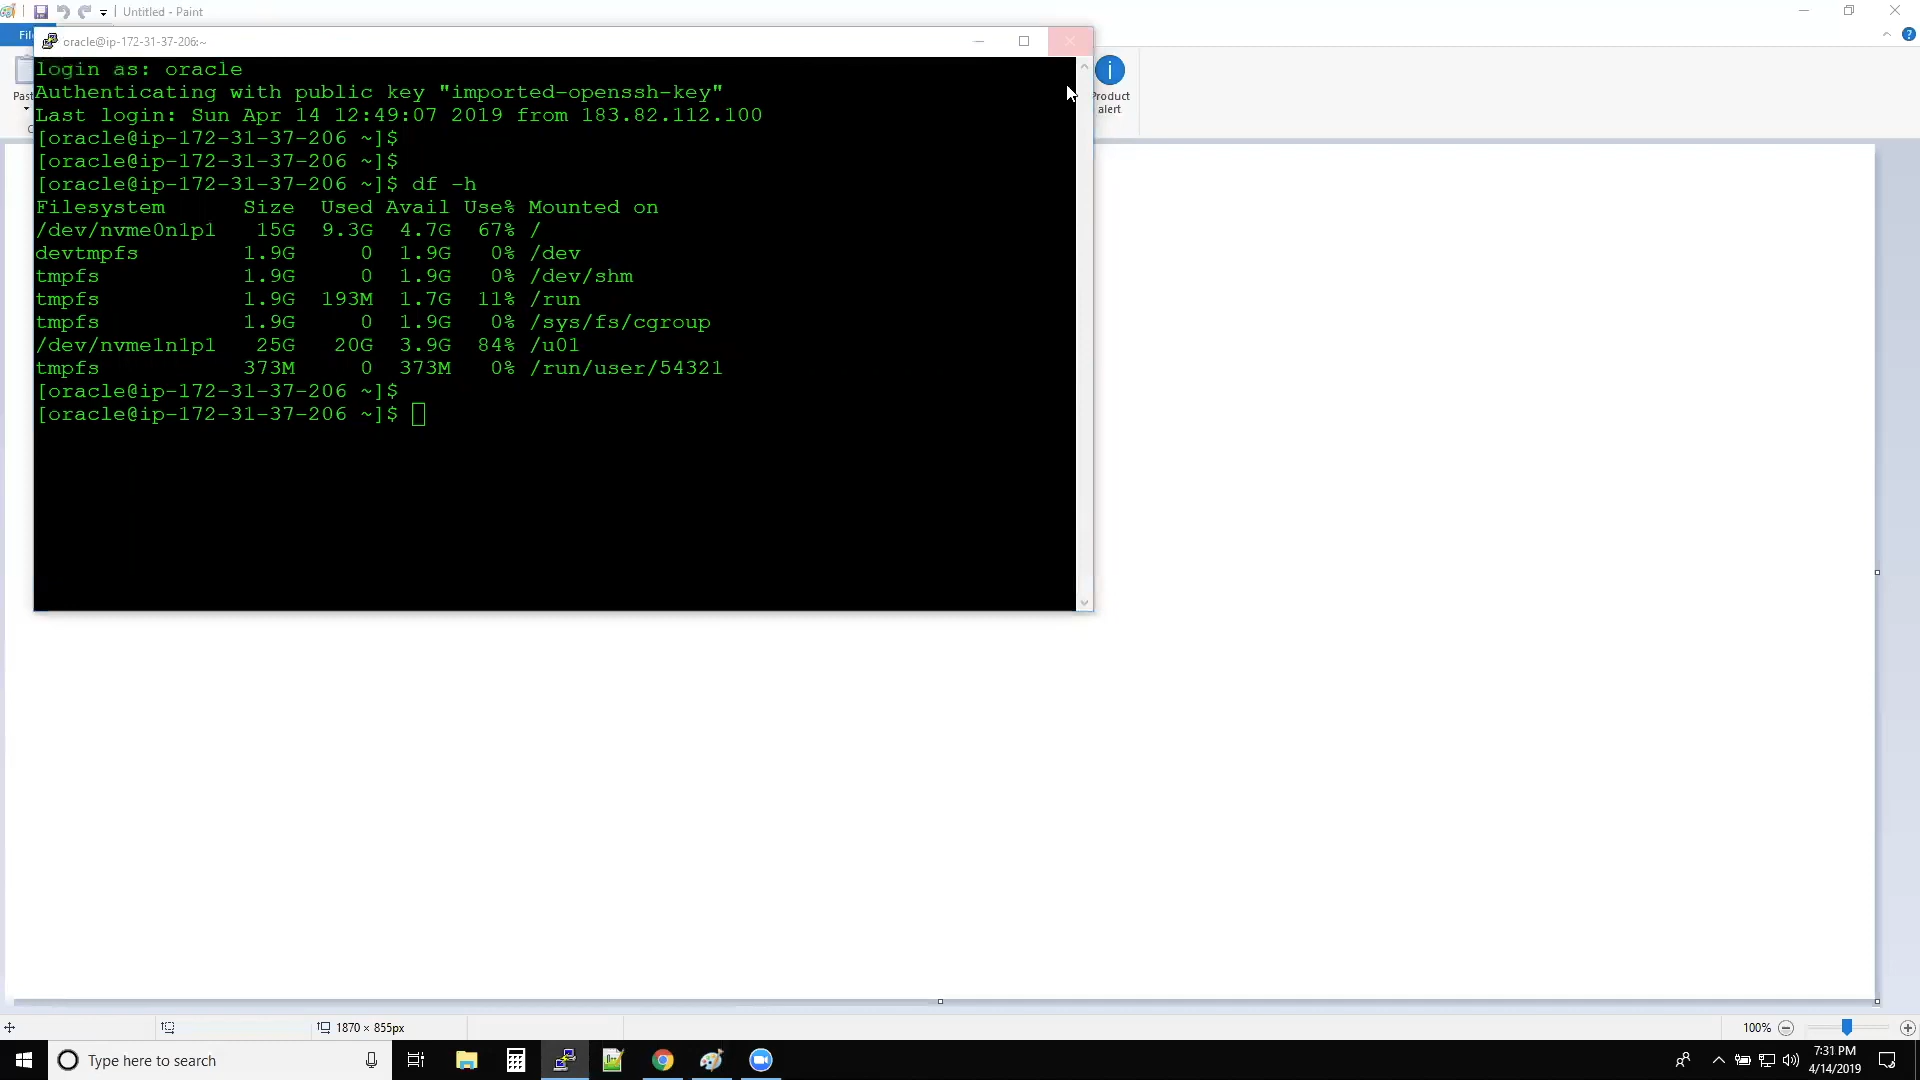 Untitled - Paint
oracle@ip-172-31-37-206:~
login as: oracle
Authenticating with public key "imported-openssh-key"
Last login: Sun Apr 14 12:49:07 2019 from 183.82.112.100
[oracle@ip-172-31-37-206 ~]$
[oracle@ip-172-31-37-206 ~]$
[oracle@ip-172-31-37-206 ~]$ df -h
Filesystem Size Used Avail Use% Mounted on
/dev/nvme0n1p1 15G 9.3G 4.7G 67% /
devtmpfs 1.9G 0 1.9G 0% /dev
tmpfs 1.9G 0 1.9G 0% /dev/shm
tmpfs 1.9G 193M 1.7G 11% /run
tmpfs 1.9G 0 1.9G 0% /sys/fs/cgroup
/dev/nvme1n1p1 25G 20G 3.9G 84% /u01
tmpfs 373M 0 373M 0% /run/user/54321
[oracle@ip-172-31-37-206 ~]$
[oracle@ip-172-31-37-206 ~]$
Product
alert
1870 × 855px
100%
Type here to search
7:31 PM
4/14/2019